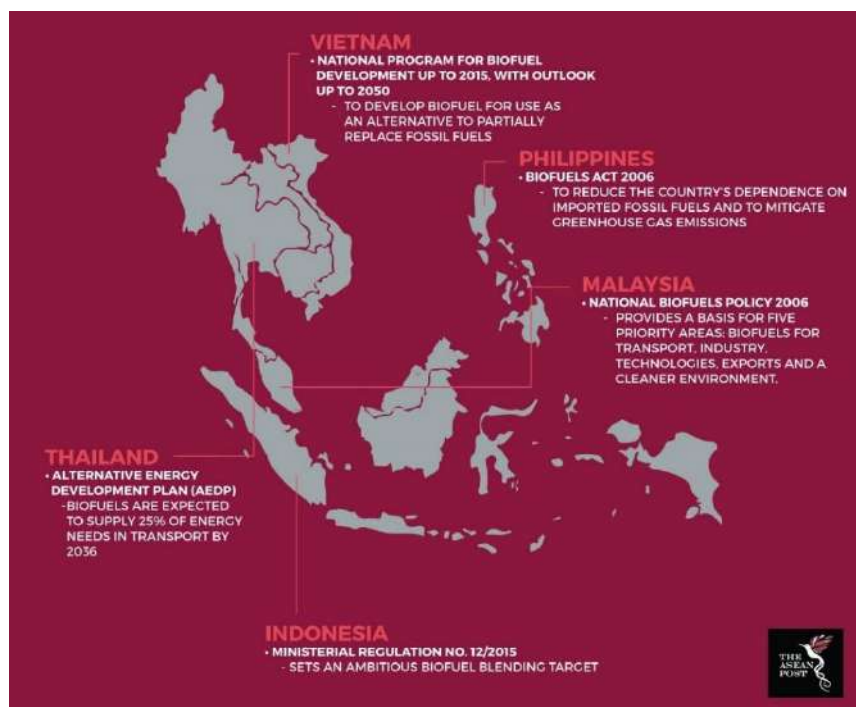 VIETNAM
• NATIONAL PROGRAM FOR BIOFUEL
DEVELOPMENT UP TO 2015, WITH OUTLOOK
UP TO 2050
- TO DEVELOP BIOFUEL FOR USE AS
AN ALTERNATIVE TO PARTIALLY
REPLACE FOSSIL FUELS
PHILIPPINES
• BIOFUELS ACT 2006
- TO REDUCE THE COUNTRY'S DEPENDENCE ON
IMPORTED FOSSIL FUELS AND TO MITIGATE
GREENHOUSE GAS EMISSIONS
MALAYSIA
• NATIONAL BIOFUELS POLICY 2006
- PROVIDES A BASIS FOR FIVE
PRIORITY AREAS: BIOFUELS FOR
TRANSPORT, INDUSTRY,
TECHNOLOGIES, EXPORTS AND A
CLEANER ENVIRONMENT.
THAILAND
• ALTERNATIVE ENERGY
DEVELOPMENT PLAN (AEDP)
-BIOFUELS ARE EXPECTED
TO SUPPLY 25% OF ENERGY
NEEDS IN TRANSPORT BY
2036
INDONESIA
• MINISTERIAL REGULATION NO. 12/2015
- SETS AN AMBITIOUS BIOFUEL BLENDING TARGET
THE
ASEAN
POST